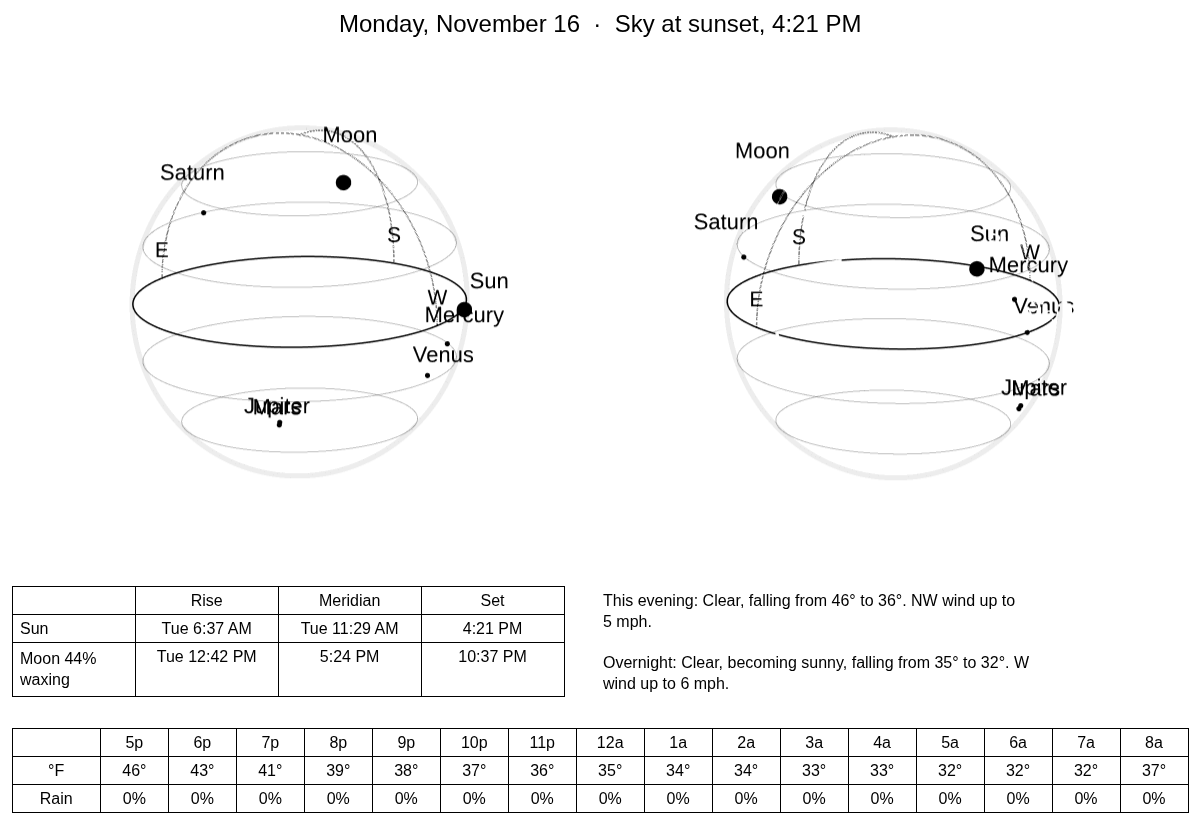 Monday, November 16 · Sky at sunset, 4:21 PM
Moon
Saturn
E
S
W
Sun
Mercury
Venus
Jupiter
Mars
Moon
Saturn
S
E
Sun
W
Mercury
Venus
Jupiter
Mars
Rise Meridian Set
Sun Tue 6:37 AM Tue 11:29 AM 4:21 PM
Moon 44% Tue 12:42 PM 5:24 PM 10:37 PM
waxing
This evening: Clear, falling from 46° to 36°. NW wind up to
5 mph.
Overnight: Clear, becoming sunny, falling from 35° to 32°. W
wind up to 6 mph.
5p 6p 7p 8p 9p 10p 11p 12a 1a 2a 3a 4a 5a 6a 7a 8a
°F 46° 43° 41° 39° 38° 37° 36° 35° 34° 34° 33° 33° 32° 32° 32° 37°
Rain 0% 0% 0% 0% 0% 0% 0% 0% 0% 0% 0% 0% 0% 0% 0% 0%